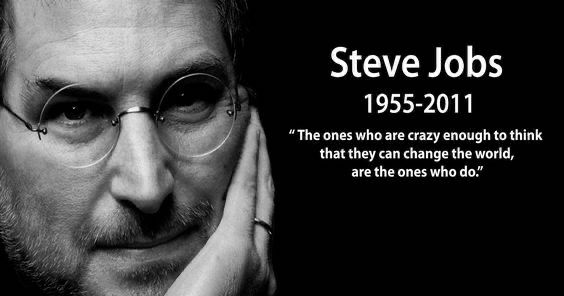 Steve Jobs
1955-2011
“ The ones who are crazy enough to think
that they can change the world,
are the ones who do.”